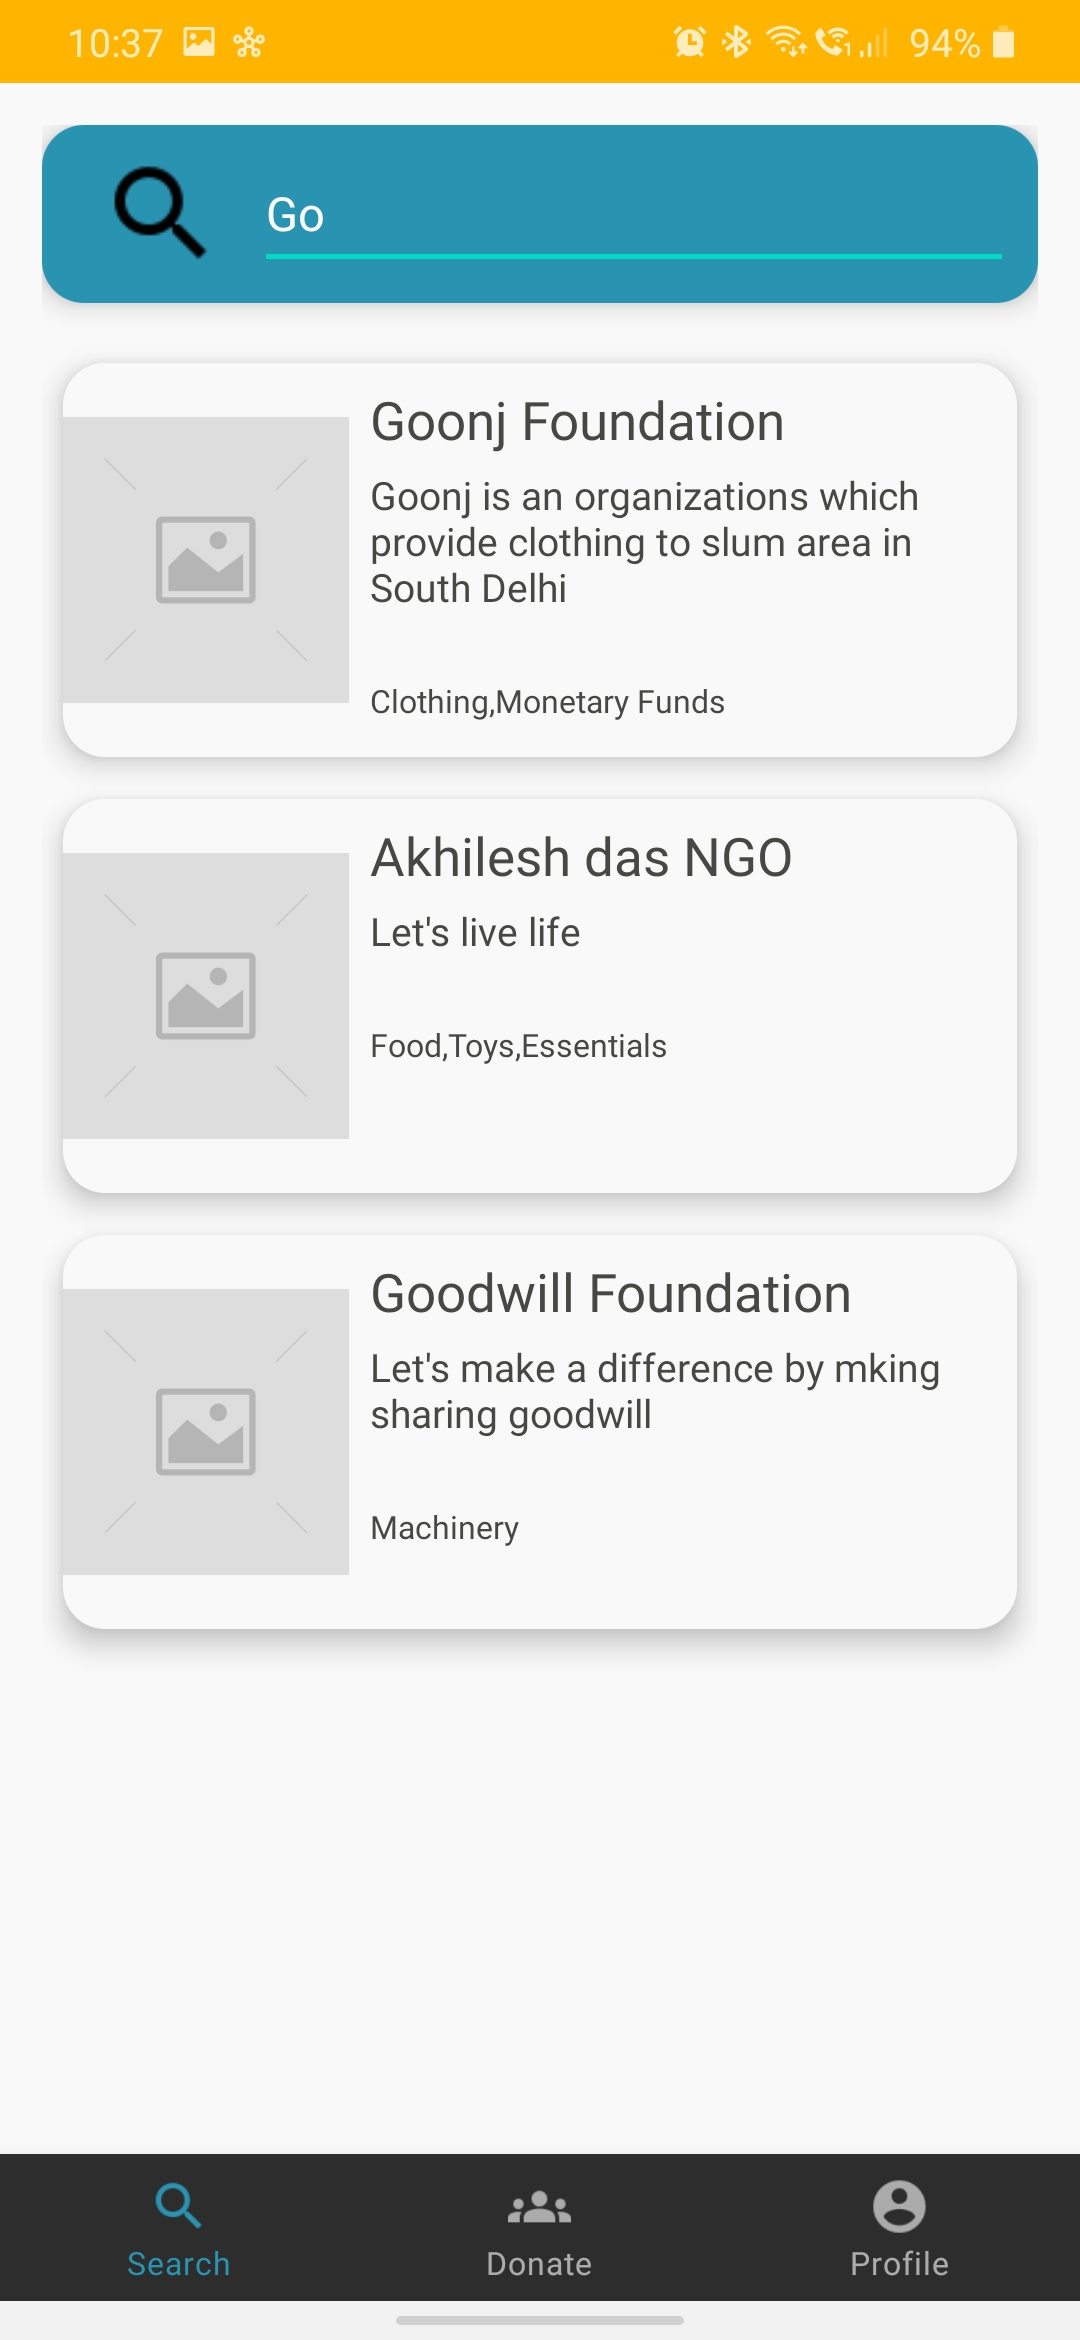 10:37
94%
Go
Goonj Foundation
Goonj is an organizations which
provide clothing to slum area in
South Delhi
Clothing,Monetary Funds
Akhilesh das NGO
Let's live life
Food,Toys,Essentials
Goodwill Foundation
Let's make a difference by mking
sharing goodwill
Machinery
Search
Donate
Profile